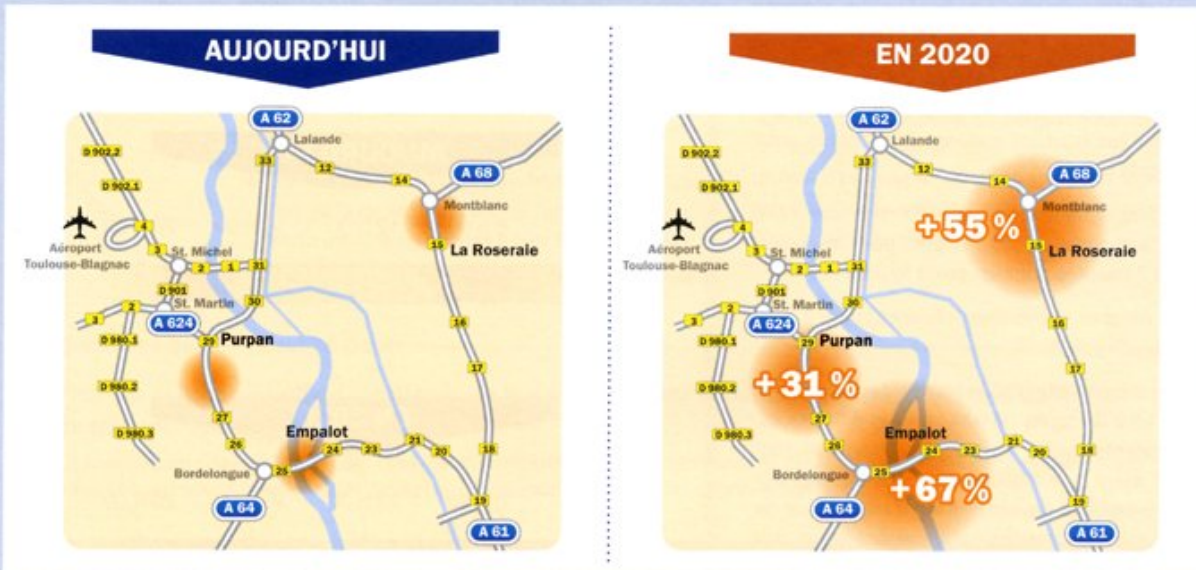 AUJOURD'HUI
A 62
Lalande
D 902.2
33
12
14
A 68
D 902.1
Montblanc
4
15
Aéroport
Toulouse-Blagnac
3
St. Michel
La Roseraie
2
1
31
D 901
30
2
St. Martin
3
A 624
16
D 980.1
29
Purpan
17
D 980.2
27
D 980.3
26
Empalot
24
23
21
20
18
Bordelongue
25
19
A 64
A 61
EN 2020
A 62
Lalande
D 902.2
33
12
14
A 68
D 902.1
Montblanc
4
+55 %
15
Aéroport
Toulouse-Blagnac
3
St. Michel
La Roseraie
2
1
31
D 901
30
2
St. Martin
3
A 624
16
D 980.1
29
Purpan
17
D 980.2
+31 %
27
D 980.3
26
Empalot
24
23
21
20
18
Bordelongue
25
+67 %
19
A 64
A 61